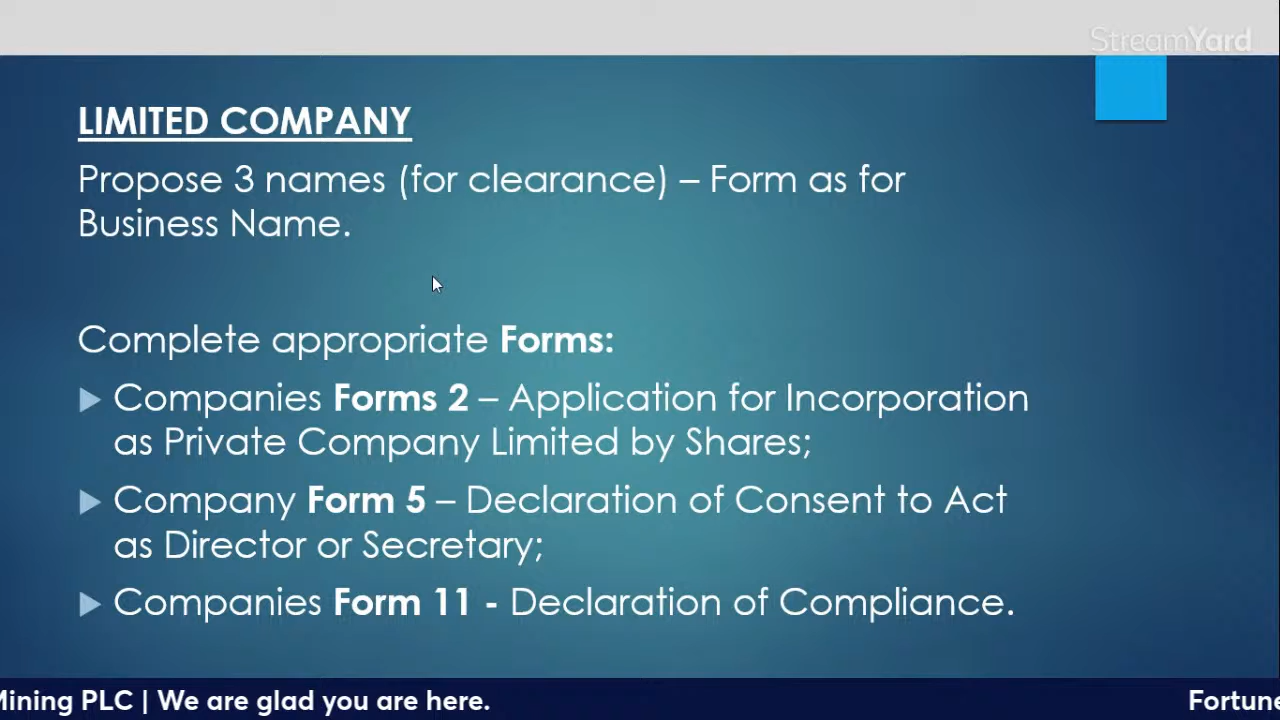 StreamYard
LIMITED COMPANY
Propose 3 names (for clearance) – Form as for
Business Name.
Complete appropriate Forms:
Companies Forms 2 – Application for Incorporation
as Private Company Limited by Shares;
Company Form 5 – Declaration of Consent to Act
as Director or Secretary;
Companies Form 11 - Declaration of Compliance.
Mining PLC | We are glad you are here. Fortune